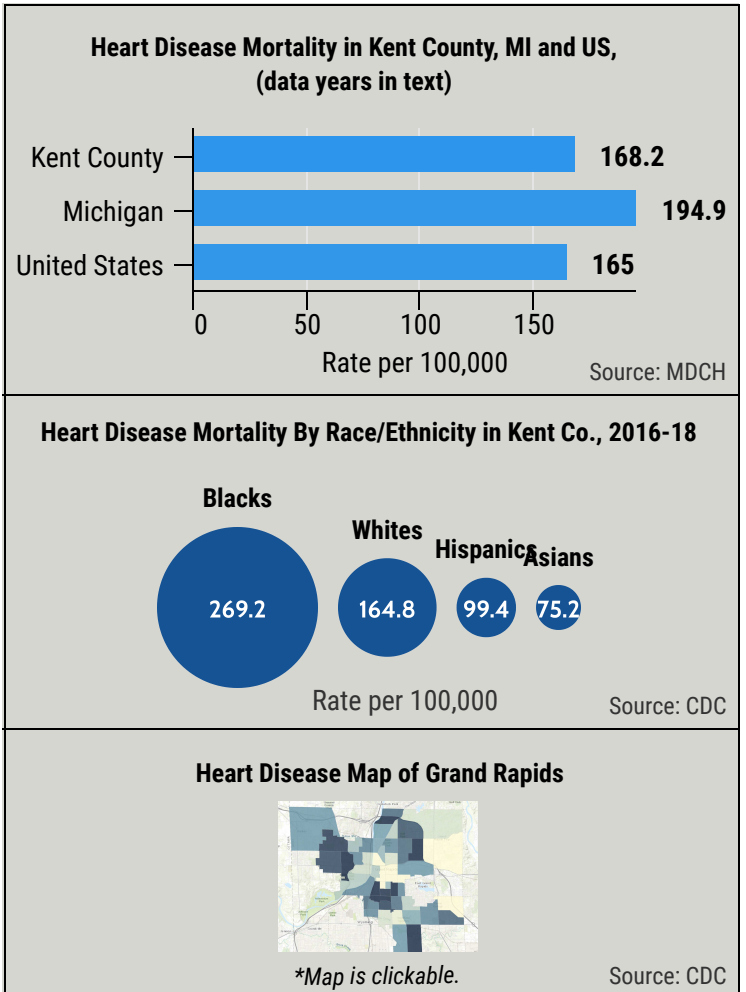 Heart Disease Mortality in Kent County, MI and US,
(data years in text)
Kent County
168.2
Michigan
194.9
United States
165
0 50 100 150
Rate per 100,000
Source: MDCH
Heart Disease Mortality By Race/Ethnicity in Kent Co., 2016-18
Blacks
Whites
Hispanics
Asians
269.2
164.8
99.4
75.2
Rate per 100,000
Source: CDC
Heart Disease Map of Grand Rapids
*Map is clickable.
Source: CDC